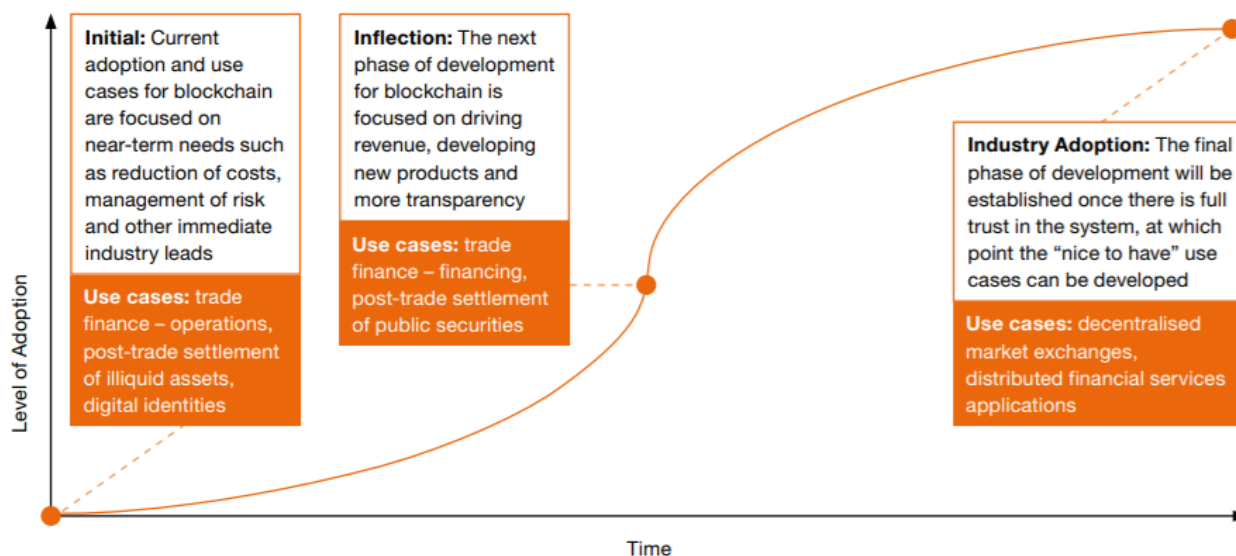 Initial: Current
adoption and use
cases for blockchain
are focused on
near-term needs such
as reduction of costs,
management of risk
and other immediate
industry leads
Use cases: trade
finance – operations,
post-trade settlement
of illiquid assets,
digital identities
Inflection: The next
phase of development
for blockchain is
focused on driving
revenue, developing
new products and
more transparency
Use cases: trade
finance – financing,
post-trade settlement
of public securities
Industry Adoption: The final
phase of development will be
established once there is full
trust in the system, at which
point the “nice to have” use
cases can be developed
Use cases: decentralised
market exchanges,
distributed financial services
applications
Level of Adoption
Time